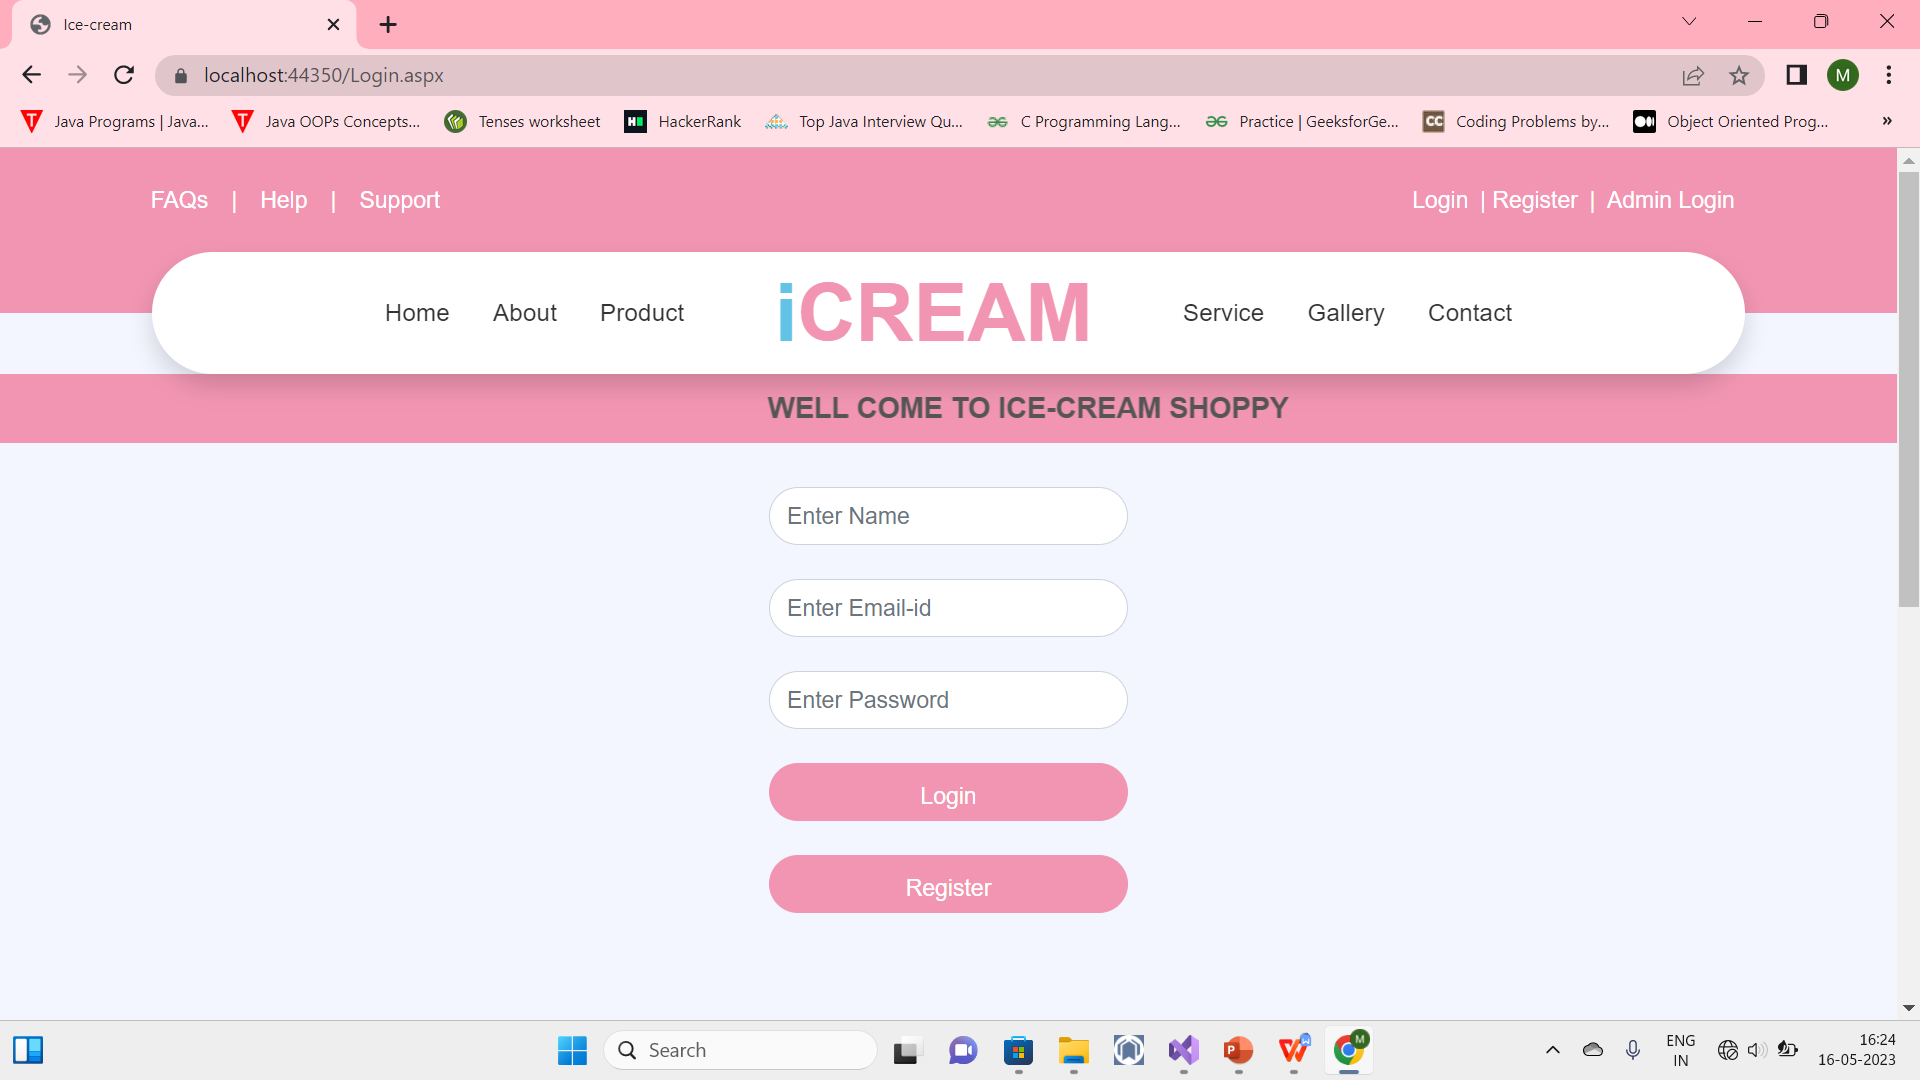 Ice-cream
localhost:44350/Login.aspx
M
Java Programs | Java... Java OOPs Concepts... Tenses worksheet HackerRank Top Java Interview Qu... C Programming Lang... Practice | GeeksforGe... CC Coding Problems by... Object Oriented Prog... »
FAQs | Help | Support Login | Register | Admin Login
Home About Product iCREAM Service Gallery Contact
WELL COME TO ICE-CREAM SHOPPY
Enter Name
Enter Email-id
Enter Password
Login
Register
Search
ENG
IN
16:24
16-05-2023